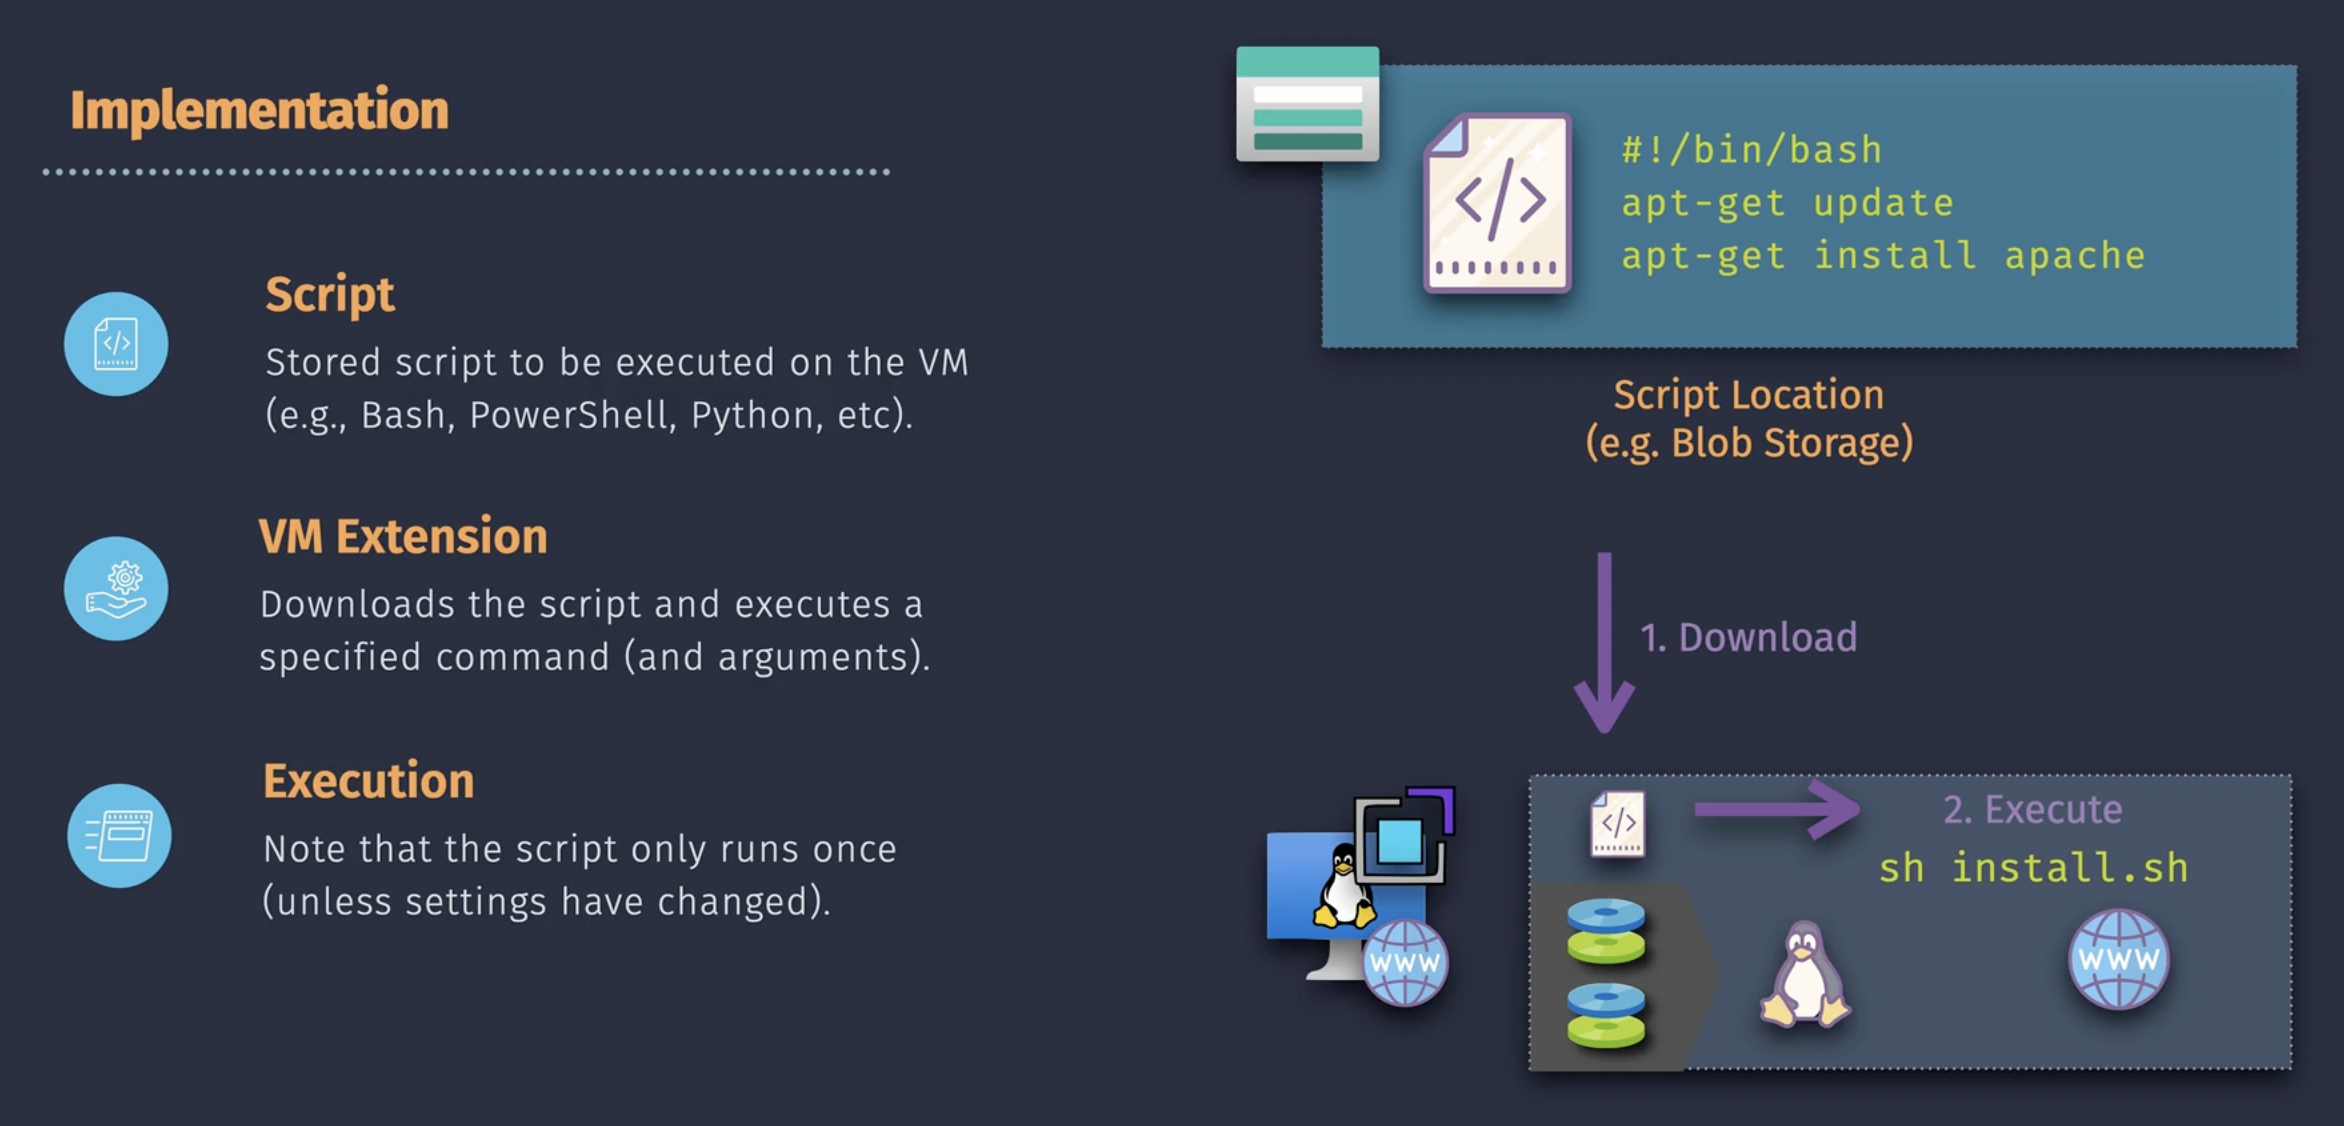 Implementation
Script
Stored script to be executed on the VM
(e.g., Bash, PowerShell, Python, etc).
VM Extension
Downloads the script and executes a
specified command (and arguments).
Execution
Note that the script only runs once
(unless settings have changed).
</>
#!/bin/bash
apt-get update
apt-get install apache
Script Location
(e.g. Blob Storage)
1. Download
</>
2. Execute
sh install.sh
WWW
WWW